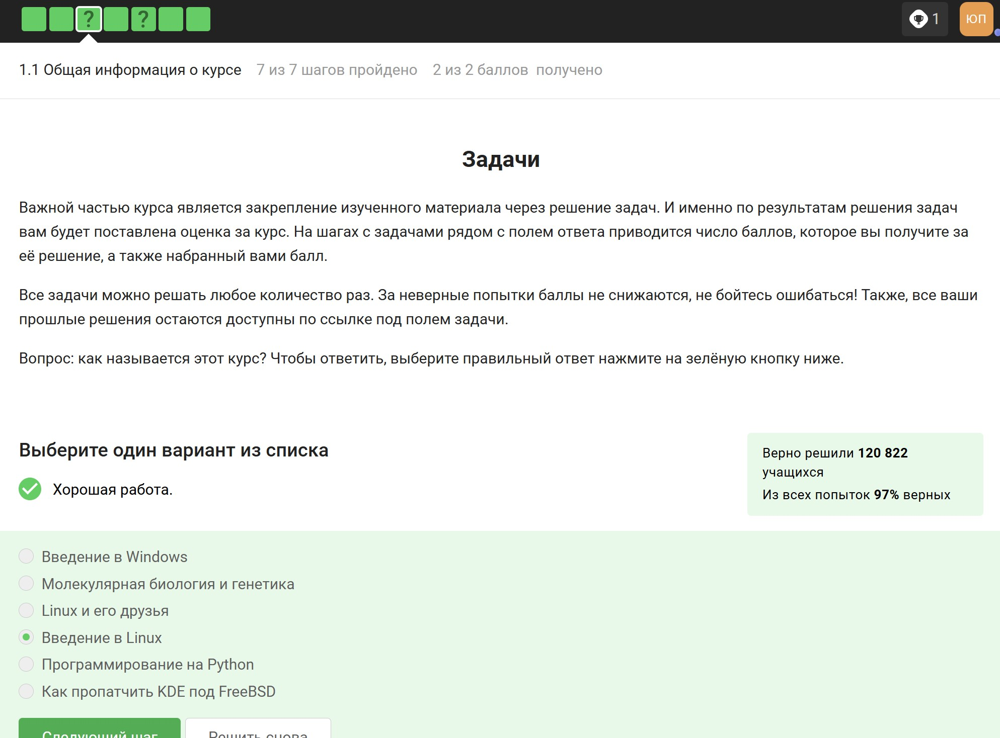 ?
?
1
ЮП
1.1 Общая информация о курсе 7 из 7 шагов пройдено 2 из 2 баллов получено
Задачи
Важной частью курса является закрепление изученного материала через решение задач. И именно по результатам решения задач
вам будет поставлена оценка за курс. На шагах с задачами рядом с полем ответа приводится число баллов, которое вы получите за
её решение, а также набранный вами балл.
Все задачи можно решать любое количество раз. За неверные попытки баллы не снижаются, не бойтесь ошибаться! Также, все ваши
прошлые решения остаются доступны по ссылке под полем задачи.
Вопрос: как называется этот курс? Чтобы ответить, выберите правильный ответ нажмите на зелёную кнопку ниже.
Выберите один вариант из списка
Хорошая работа.
Верно решили 120 822
учащихся
Из всех попыток 97% верных
Введение в Windows
Молекулярная биология и генетика
Linux и его друзья
Введение в Linux
Программирование на Python
Как пропатчить KDE под FreeBSD
Следующий шаг
Решить снова